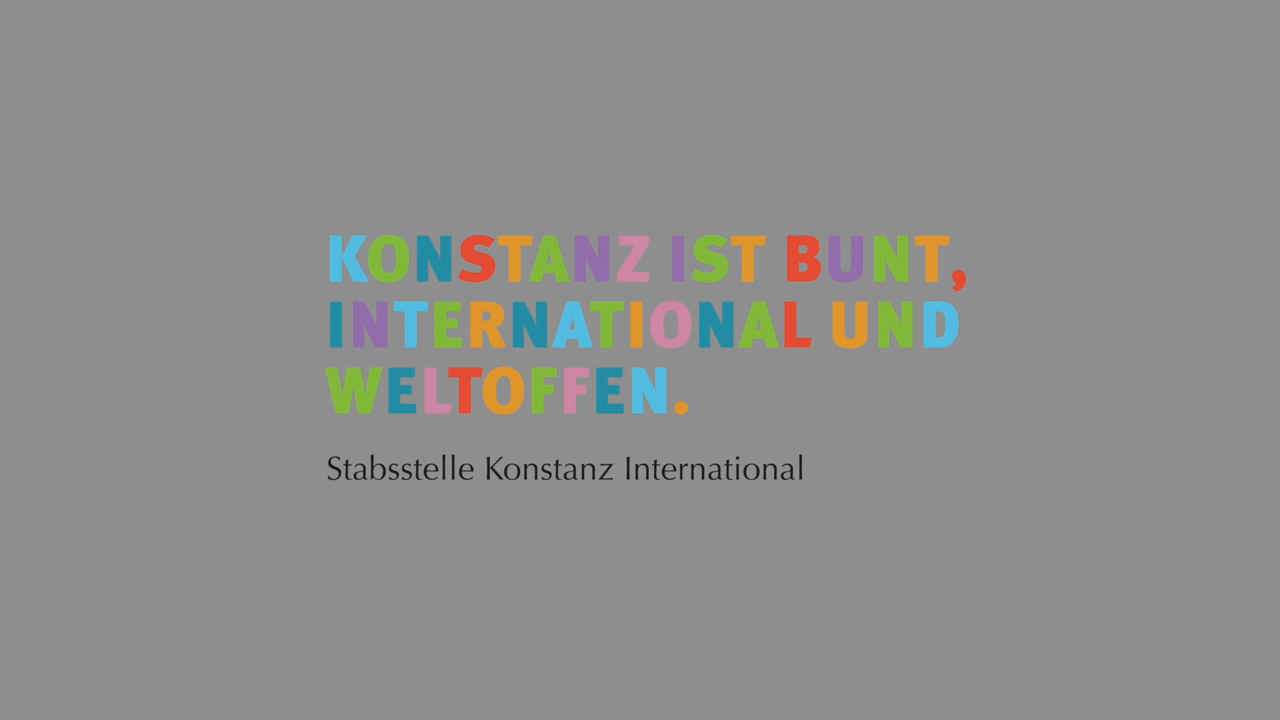 KONSTANZ IST BUNT,
INTERNATIONAL UND
WELTOFFEN.
Stabsstelle Konstanz International